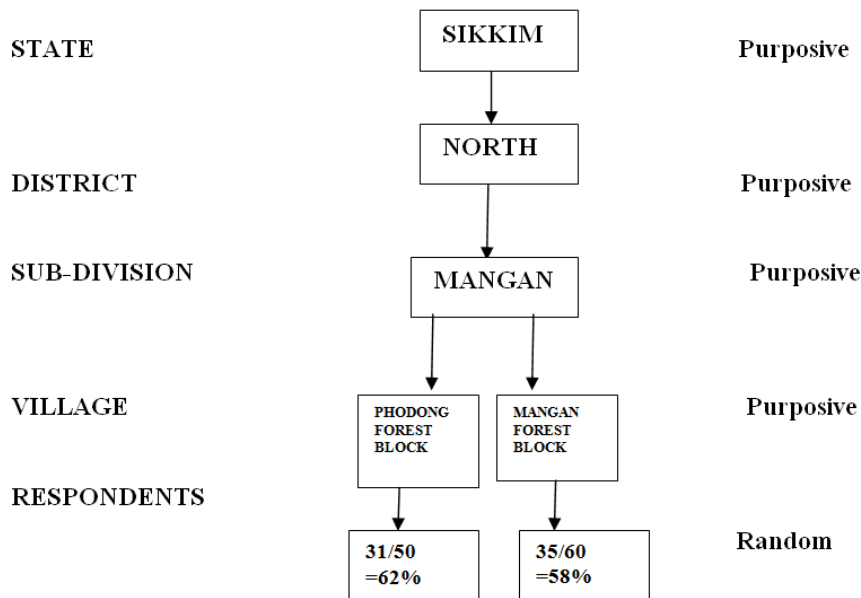 STATE
SIKKIM
Purposive
NORTH
DISTRICT
Purposive
SUB-DIVISION
MANGAN
Purposive
VILLAGE
PHODONG
FOREST
BLOCK
MANGAN
FOREST
BLOCK
Purposive
RESPONDENTS
31/50
=62%
35/60
=58%
Random